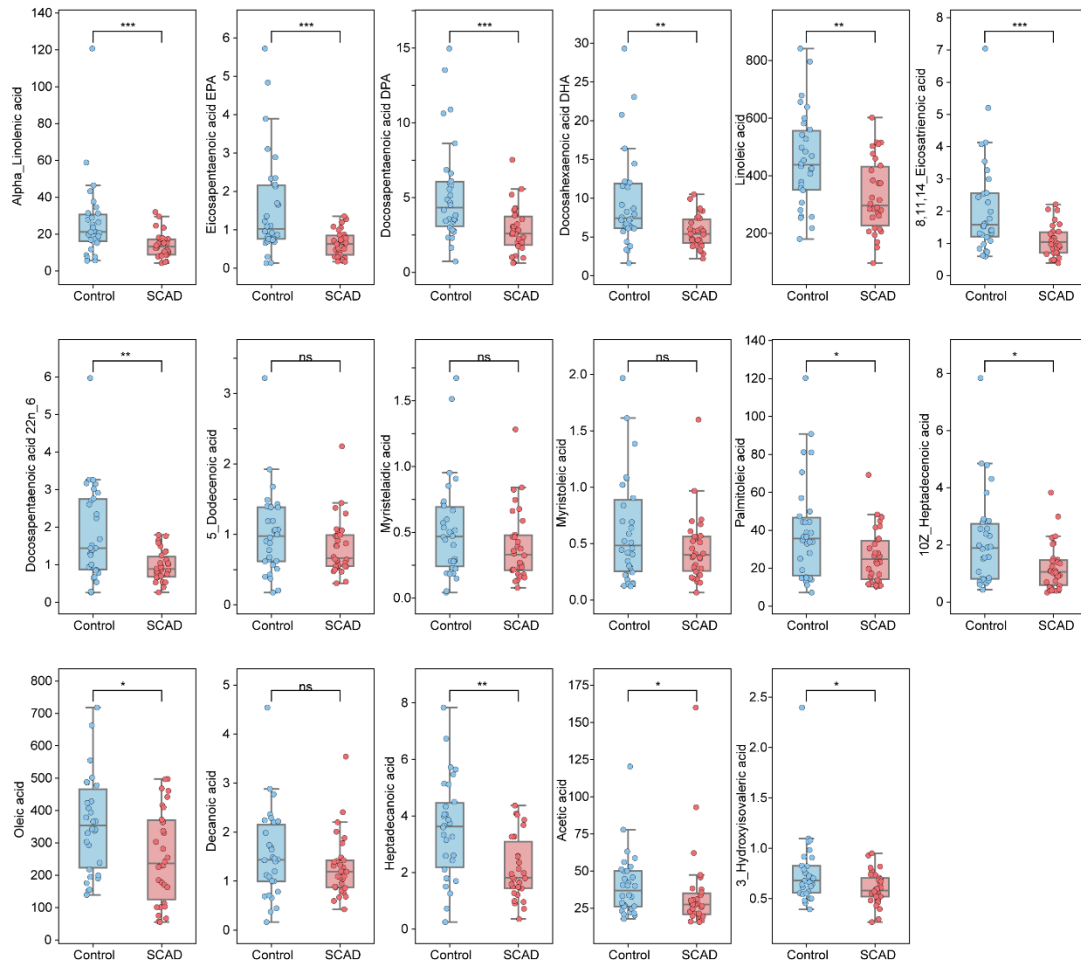 ***
***
***
**
**
***
Alpha_Linolenic acid
140
120
100
80
60
40
20
0
Control
SCAD
Eicosapentaenoic acid EPA
6
5
4
3
2
1
0
Control
SCAD
Docosapentaenoic acid DPA
15
12.5
10.0
7.5
5.0
2.5
0.0
Control
SCAD
Docosahexaenoic acid DHA
30
25
20
15
10
5
0
Control
SCAD
Linoleic acid
800
600
400
200
Control
SCAD
8,11,14_Eicosatrienoic acid
8
7
6
5
4
3
2
1
0
Control
SCAD
**
ns
ns
ns
*
*
Docosapentaenoic acid 22n_6
6
5
4
3
2
1
0
Control
SCAD
5_Dodecenoic acid
3
2
1
0
Control
SCAD
Myristelaidic acid
1.5
1.0
0.5
0.0
Control
SCAD
Myristoleic acid
2.0
1.5
1.0
0.5
0.0
Control
SCAD
Palmitoleic acid
140
120
100
80
60
40
20
0
Control
SCAD
10Z_Heptadecenoic acid
8
6
4
2
0
Control
SCAD
*
ns
**
*
*
Oleic acid
800
700
600
500
400
300
200
100
0
Control
SCAD
Decanoic acid
5
4
3
2
1
0
Control
SCAD
Heptadecanoic acid
8
6
4
2
0
Control
SCAD
Acetic acid
175
150
125
100
75
50
25
Control
SCAD
3_Hydroxyisovaleric acid
2.5
2.0
1.5
1.0
0.5
Control
SCAD